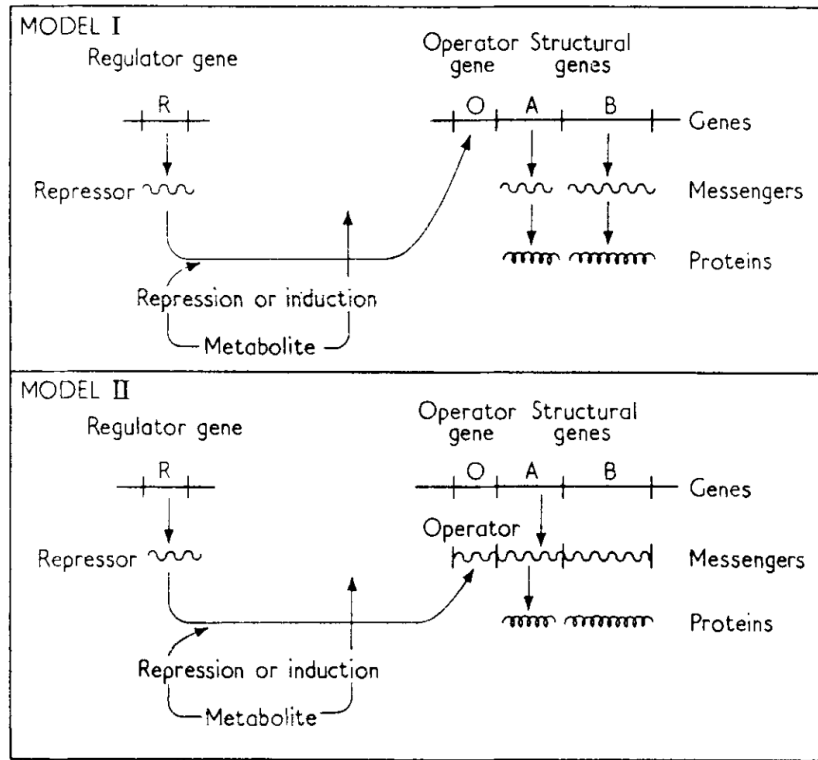 MODEL I
Regulator gene
Operator Structural
gene genes
R
O A B
Genes
Repressor
Messengers
Proteins
Repression or induction
Metabolite
MODEL II
Regulator gene
Operator Structural
gene genes
R
O A B
Genes
Operator
Repressor
Messengers
Proteins
Repression or induction
Metabolite